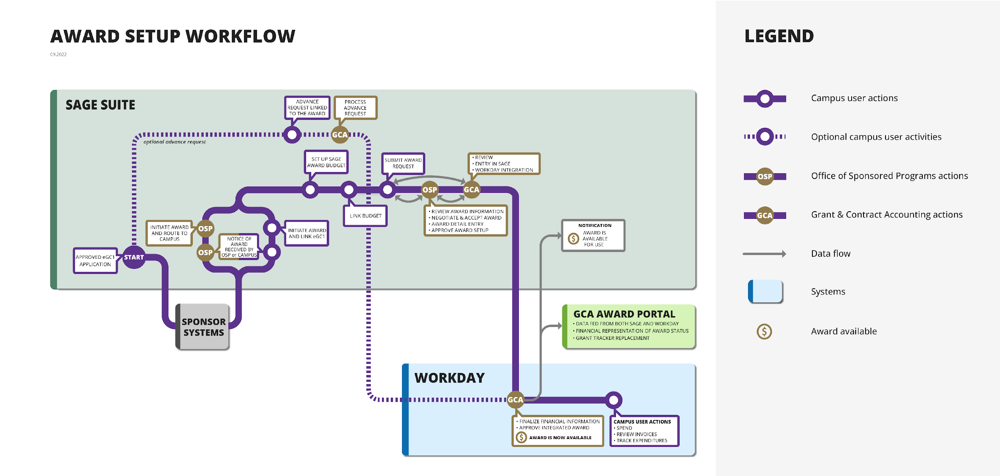 AWARD SETUP WORKFLOW
09.2022
SAGE SUITE
ADVANCE
REQUEST LINKED
TO THE AWARD
PROCESS
ADVANCE
REQUEST
GCA
optional advance request
SET UP SAGE
AWARD BUDGET
SUBMIT AWARD
REQUEST
• REVIEW
• ENTRY IN SAGE
• WORKDAY INTEGRATION
OSP
GCA
LINK BUDGET
• REVIEW AWARD INFORMATION
• NEGOTIATE & ACCEPT AWARD
• AWARD DETAIL ENTRY
• APPROVE AWARD SETUP
INITIATE AWARD
AND ROUTE TO
CAMPUS
OSP
INITIATE AWARD
AND LINK eGC1
OSP
NOTICE OF
AWARD
RECEIVED BY
OSP or CAMPUS
APPROVED eGC1
APPLICATION
START
NOTIFICATION
$
AWARD IS
AVAILABLE
FOR USE
SPONSOR
SYSTEMS
GCA AWARD PORTAL
• DATA FED FROM BOTH SAGE AND WORKDAY
• FINANCIAL REPRESENTATION OF AWARD STATUS
• GRANT TRACKER REPLACEMENT
WORKDAY
GCA
• FINALIZE FINANCIAL INFORMATION
• APPROVE INTEGRATED AWARD
$ AWARD IS NOW AVAILABLE
CAMPUS USER ACTIONS
• SPEND
• REVIEW INVOICES
• TRACK EXPENDITURES
LEGEND
Campus user actions
Optional campus user activities
OSP Office of Sponsored Programs actions
GCA Grant & Contract Accounting actions
Data flow
Systems
$ Award available